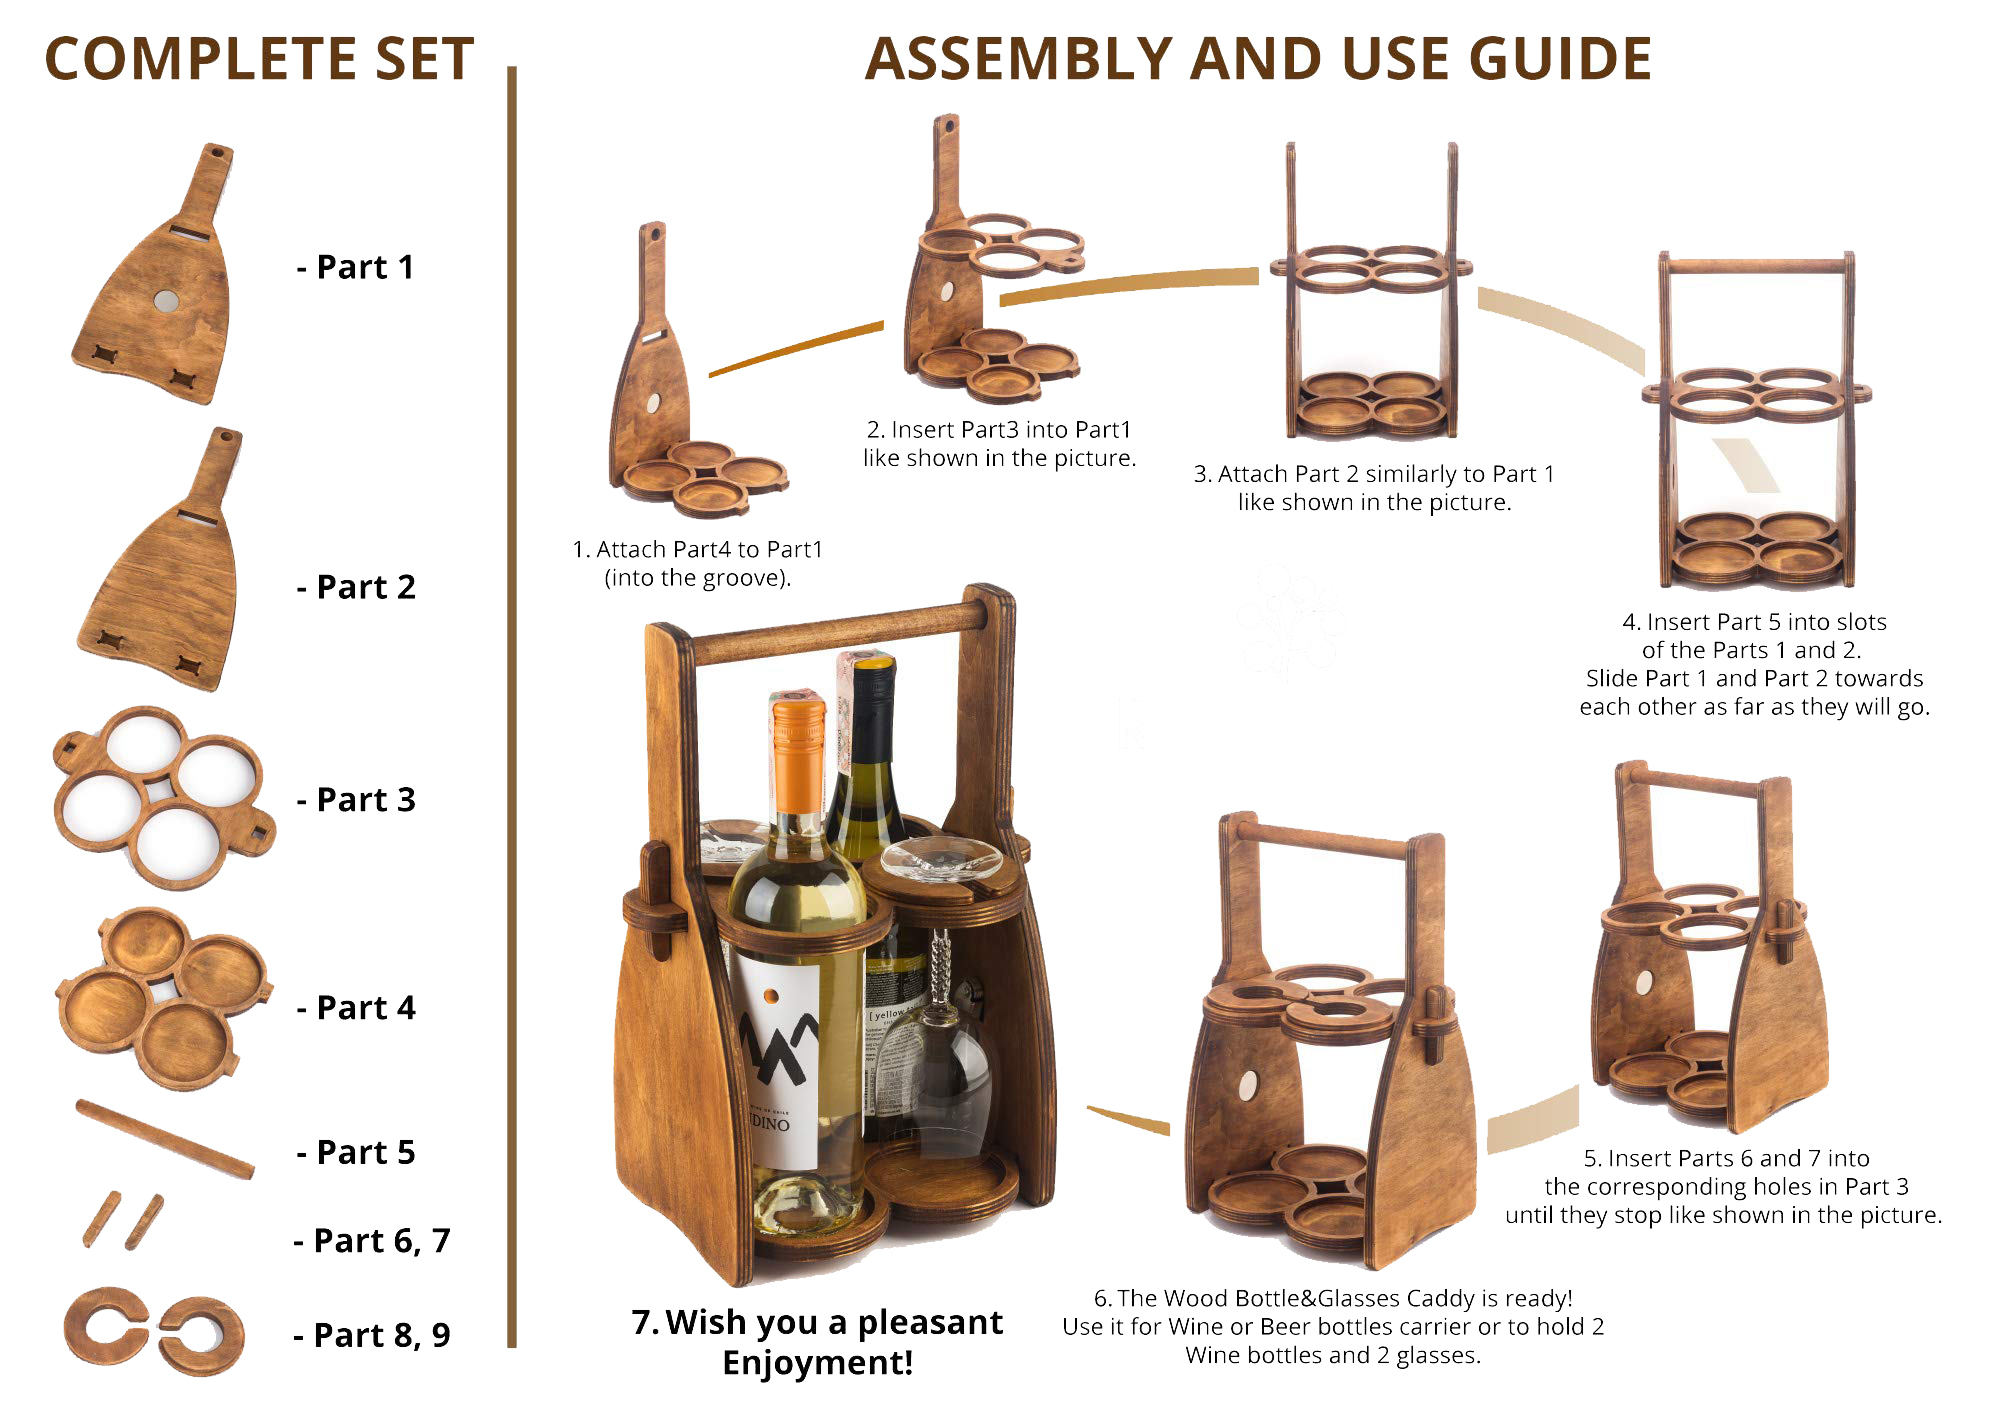 COMPLETE SET
- Part 1
- Part 2
- Part 3
- Part 4
- Part 5
- Part 6, 7
- Part 8, 9
ASSEMBLY AND USE GUIDE
1. Attach Part4 to Part1
(into the groove).
2. Insert Part3 into Part1
like shown in the picture.
3. Attach Part 2 similarly to Part 1
like shown in the picture.
4. Insert Part 5 into slots
of the Parts 1 and 2.
Slide Part 1 and Part 2 towards
each other as far as they will go.
5. Insert Parts 6 and 7 into
the corresponding holes in Part 3
until they stop like shown in the picture.
6. The Wood Bottle&Glasses Caddy is ready!
Use it for Wine or Beer bottles carrier or to hold 2
Wine bottles and 2 glasses.
7. Wish you a pleasant
Enjoyment!
[ yellow
DINO